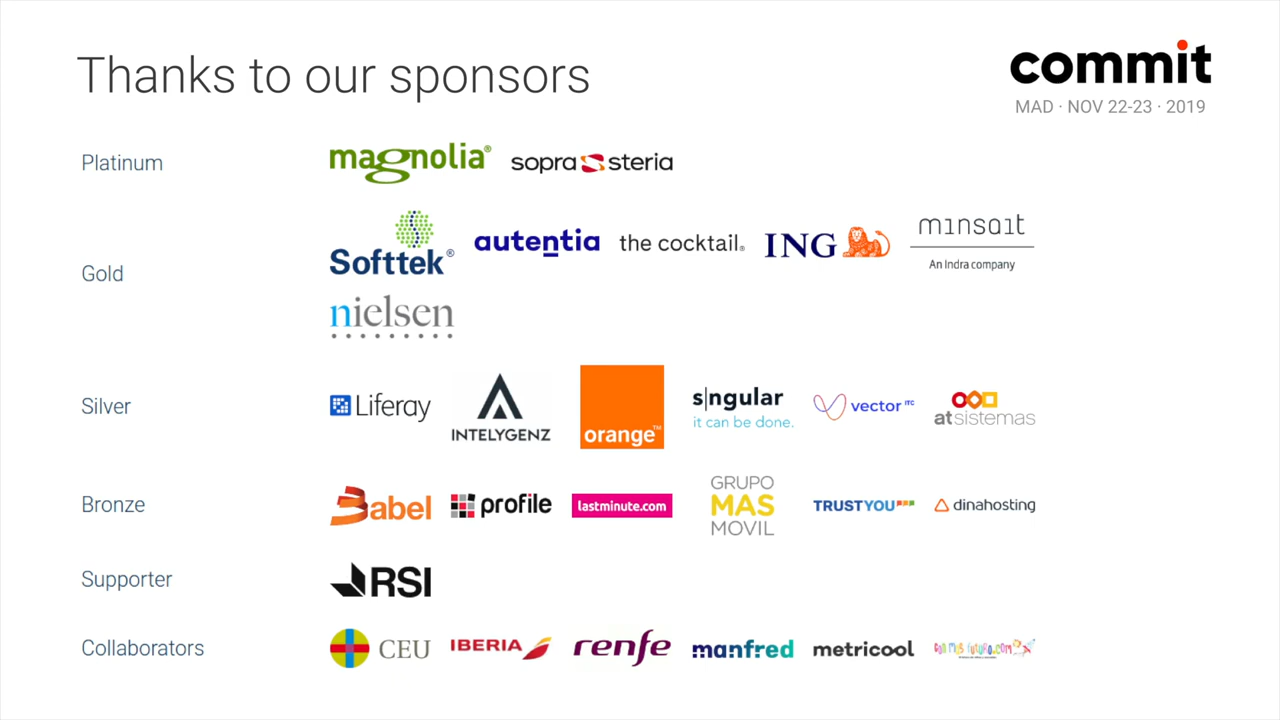 Thanks to our sponsors
commit
MAD · NOV 22-23 · 2019
Platinum
magnolia®
sopra steria
Gold
Softtek®
autentia
the cocktail®
ING
minsait
An Indra company
nielsen
Silver
Liferay
INTELYGENZ
orange™
s|ngular
it can be done.
vector ITC
atsistemas
Bronze
Babel
profile
lastminute.com
GRUPO
MAS
MOVIL
TRUSTYOU
dinahosting
Supporter
RSI
Collaborators
CEU
IBERIA
renfe
manfred
metricool